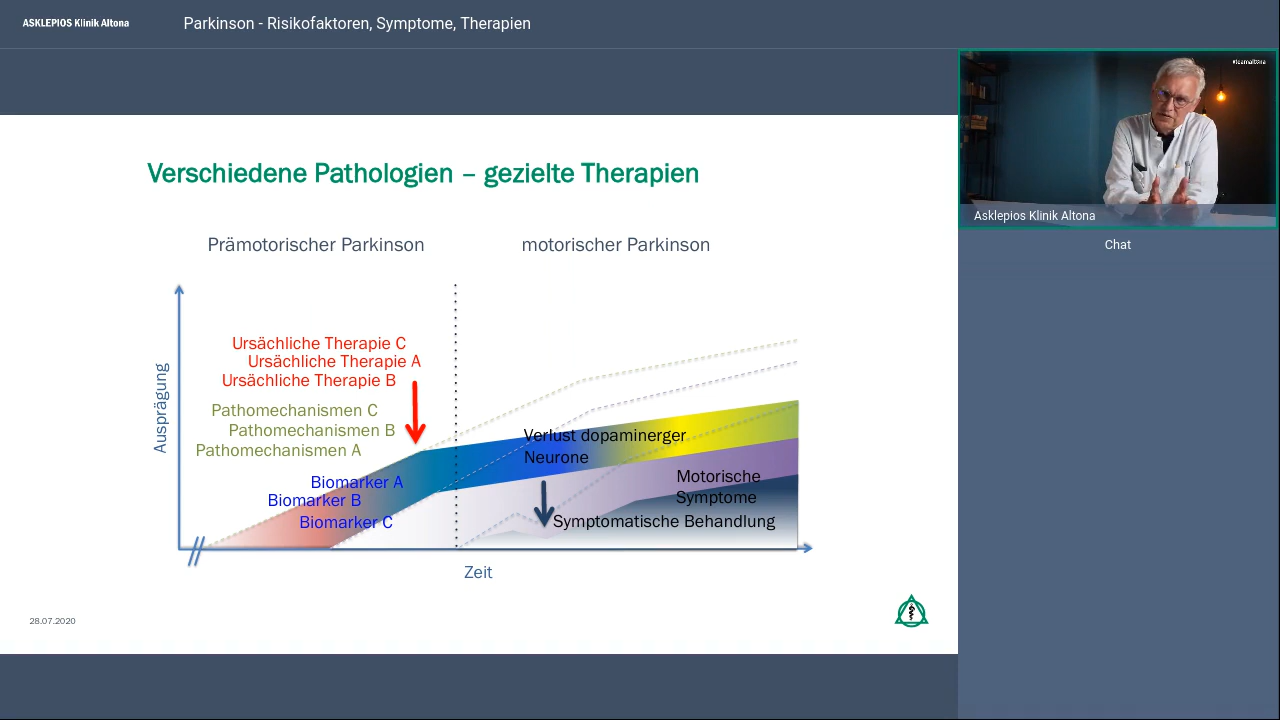 ASKLEPIOS Klinik Altona
Parkinson - Risikofaktoren, Symptome, Therapien
#teamaltona
Asklepios Klinik Altona
Chat
Verschiedene Pathologien – gezielte Therapien
Prämotorischer Parkinson
motorischer Parkinson
Ausprägung
Ursächliche Therapie C
Ursächliche Therapie A
Ursächliche Therapie B
Pathomechanismen C
Pathomechanismen B
Pathomechanismen A
Biomarker A
Biomarker B
Biomarker C
Verlust dopaminerger
Neurone
Motorische
Symptome
Symptomatische Behandlung
Zeit
28.07.2020